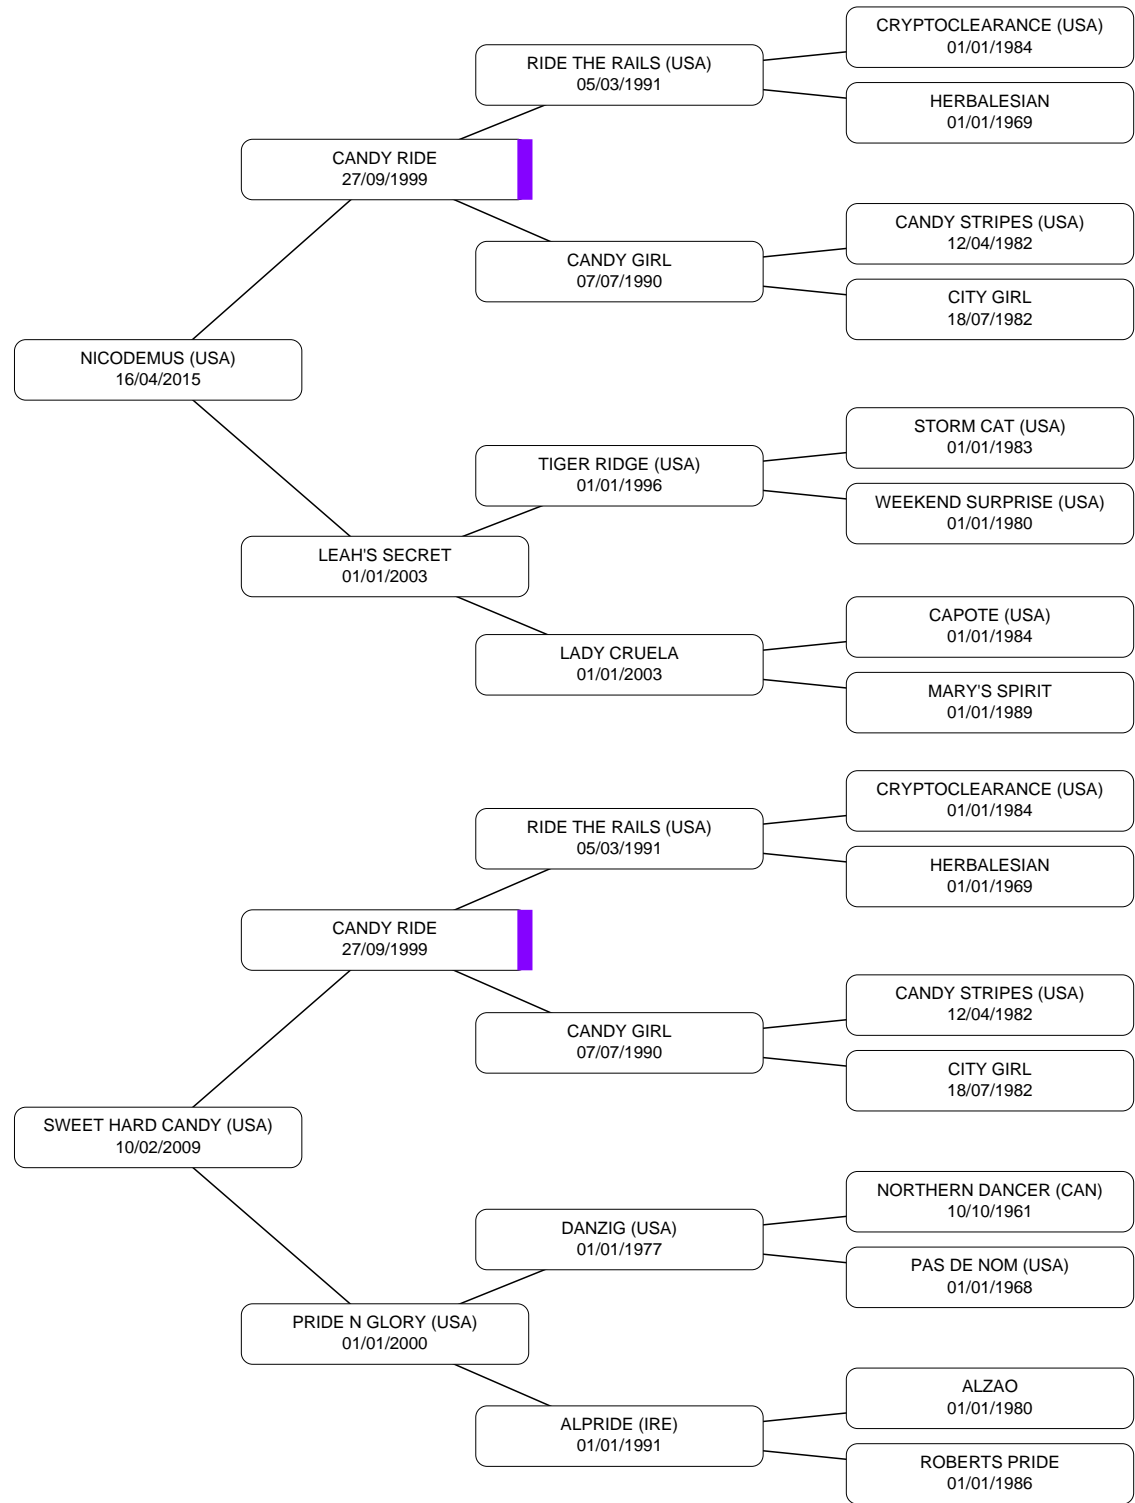 CRYPTOCLEARANCE (USA)
01/01/1984
RIDE THE RAILS (USA)
05/03/1991
HERBALESIAN
01/01/1969
CANDY RIDE
27/09/1999
CANDY STRIPES (USA)
12/04/1982
CANDY GIRL
07/07/1990
CITY GIRL
18/07/1982
NICODEMUS (USA)
16/04/2015
STORM CAT (USA)
01/01/1983
TIGER RIDGE (USA)
01/01/1996
WEEKEND SURPRISE (USA)
01/01/1980
LEAH'S SECRET
01/01/2003
CAPOTE (USA)
01/01/1984
LADY CRUELA
01/01/2003
MARY'S SPIRIT
01/01/1989
CRYPTOCLEARANCE (USA)
01/01/1984
RIDE THE RAILS (USA)
05/03/1991
HERBALESIAN
01/01/1969
CANDY RIDE
27/09/1999
CANDY STRIPES (USA)
12/04/1982
CANDY GIRL
07/07/1990
CITY GIRL
18/07/1982
SWEET HARD CANDY (USA)
10/02/2009
NORTHERN DANCER (CAN)
10/10/1961
DANZIG (USA)
01/01/1977
PAS DE NOM (USA)
01/01/1968
PRIDE N GLORY (USA)
01/01/2000
ALZAO
01/01/1980
ALPRIDE (IRE)
01/01/1991
ROBERTS PRIDE
01/01/1986